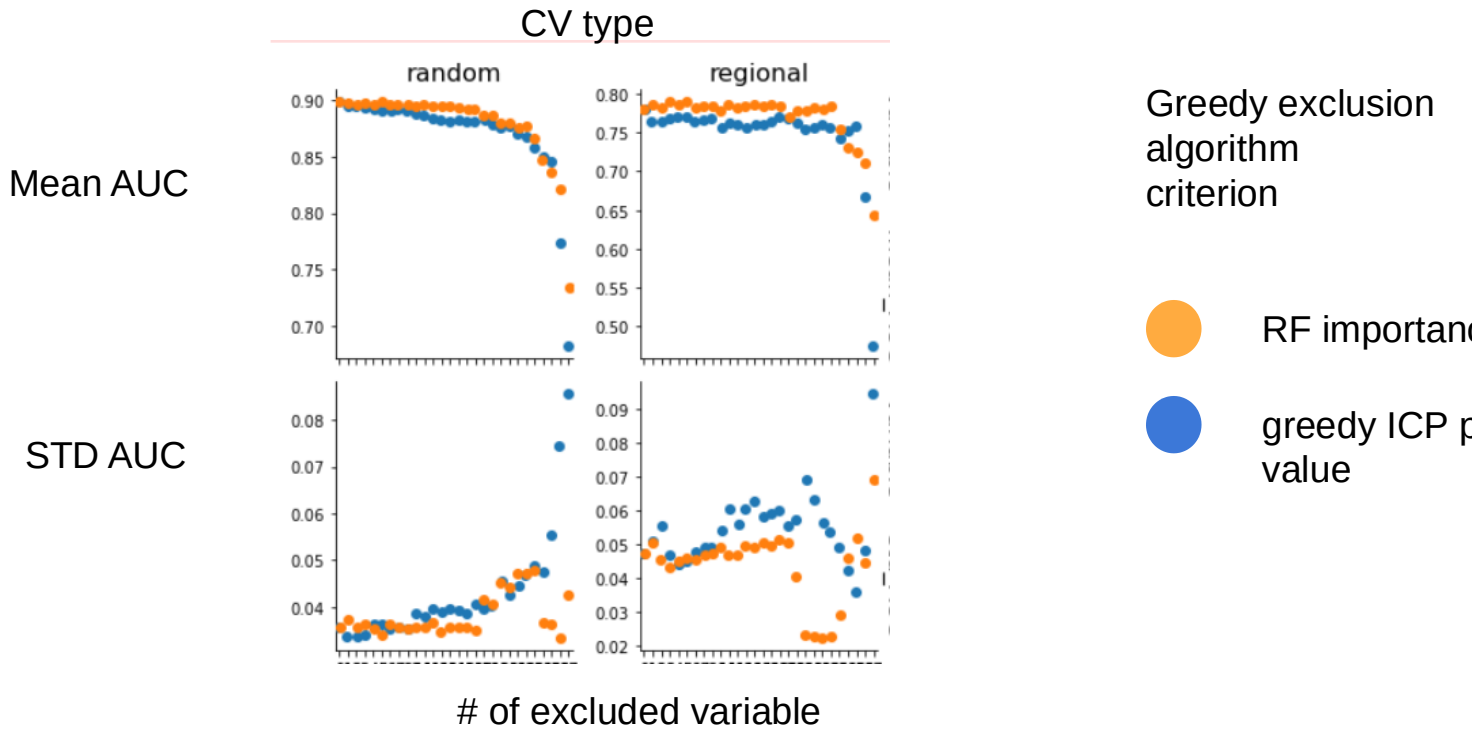 CV type
random
regional
Mean AUC
0.90
0.85
0.80
0.75
0.70
0.80
0.75
0.70
0.65
0.60
0.55
0.50
STD AUC
0.08
0.07
0.06
0.05
0.04
0.09
0.08
0.07
0.06
0.05
0.04
0.03
0.02
# of excluded variable
Greedy exclusion
algorithm
criterion
RF importanc
greedy ICP p
value